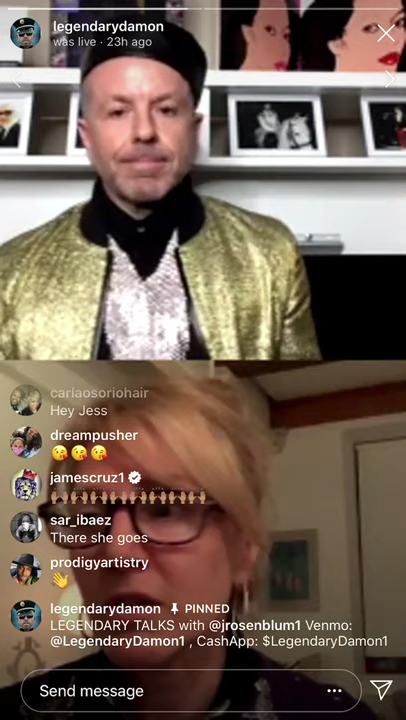 legendarydamon
was live · 23h ago
carlaosoriohair
Hey Jess
dreampusher
😘😘😘
jamescruz1
🙌🏽🙌🏽🙌🏽🙌🏽🙌🏽🙌🏽🙌🏽🙌🏽
sar_ibaez
There she goes
prodigyartistry
👋
legendarydamon PINNED
LEGENDARY TALKS with @jrosenblum1 Venmo:
@LegendaryDamon1 , CashApp: $LegendaryDamon1
Send message